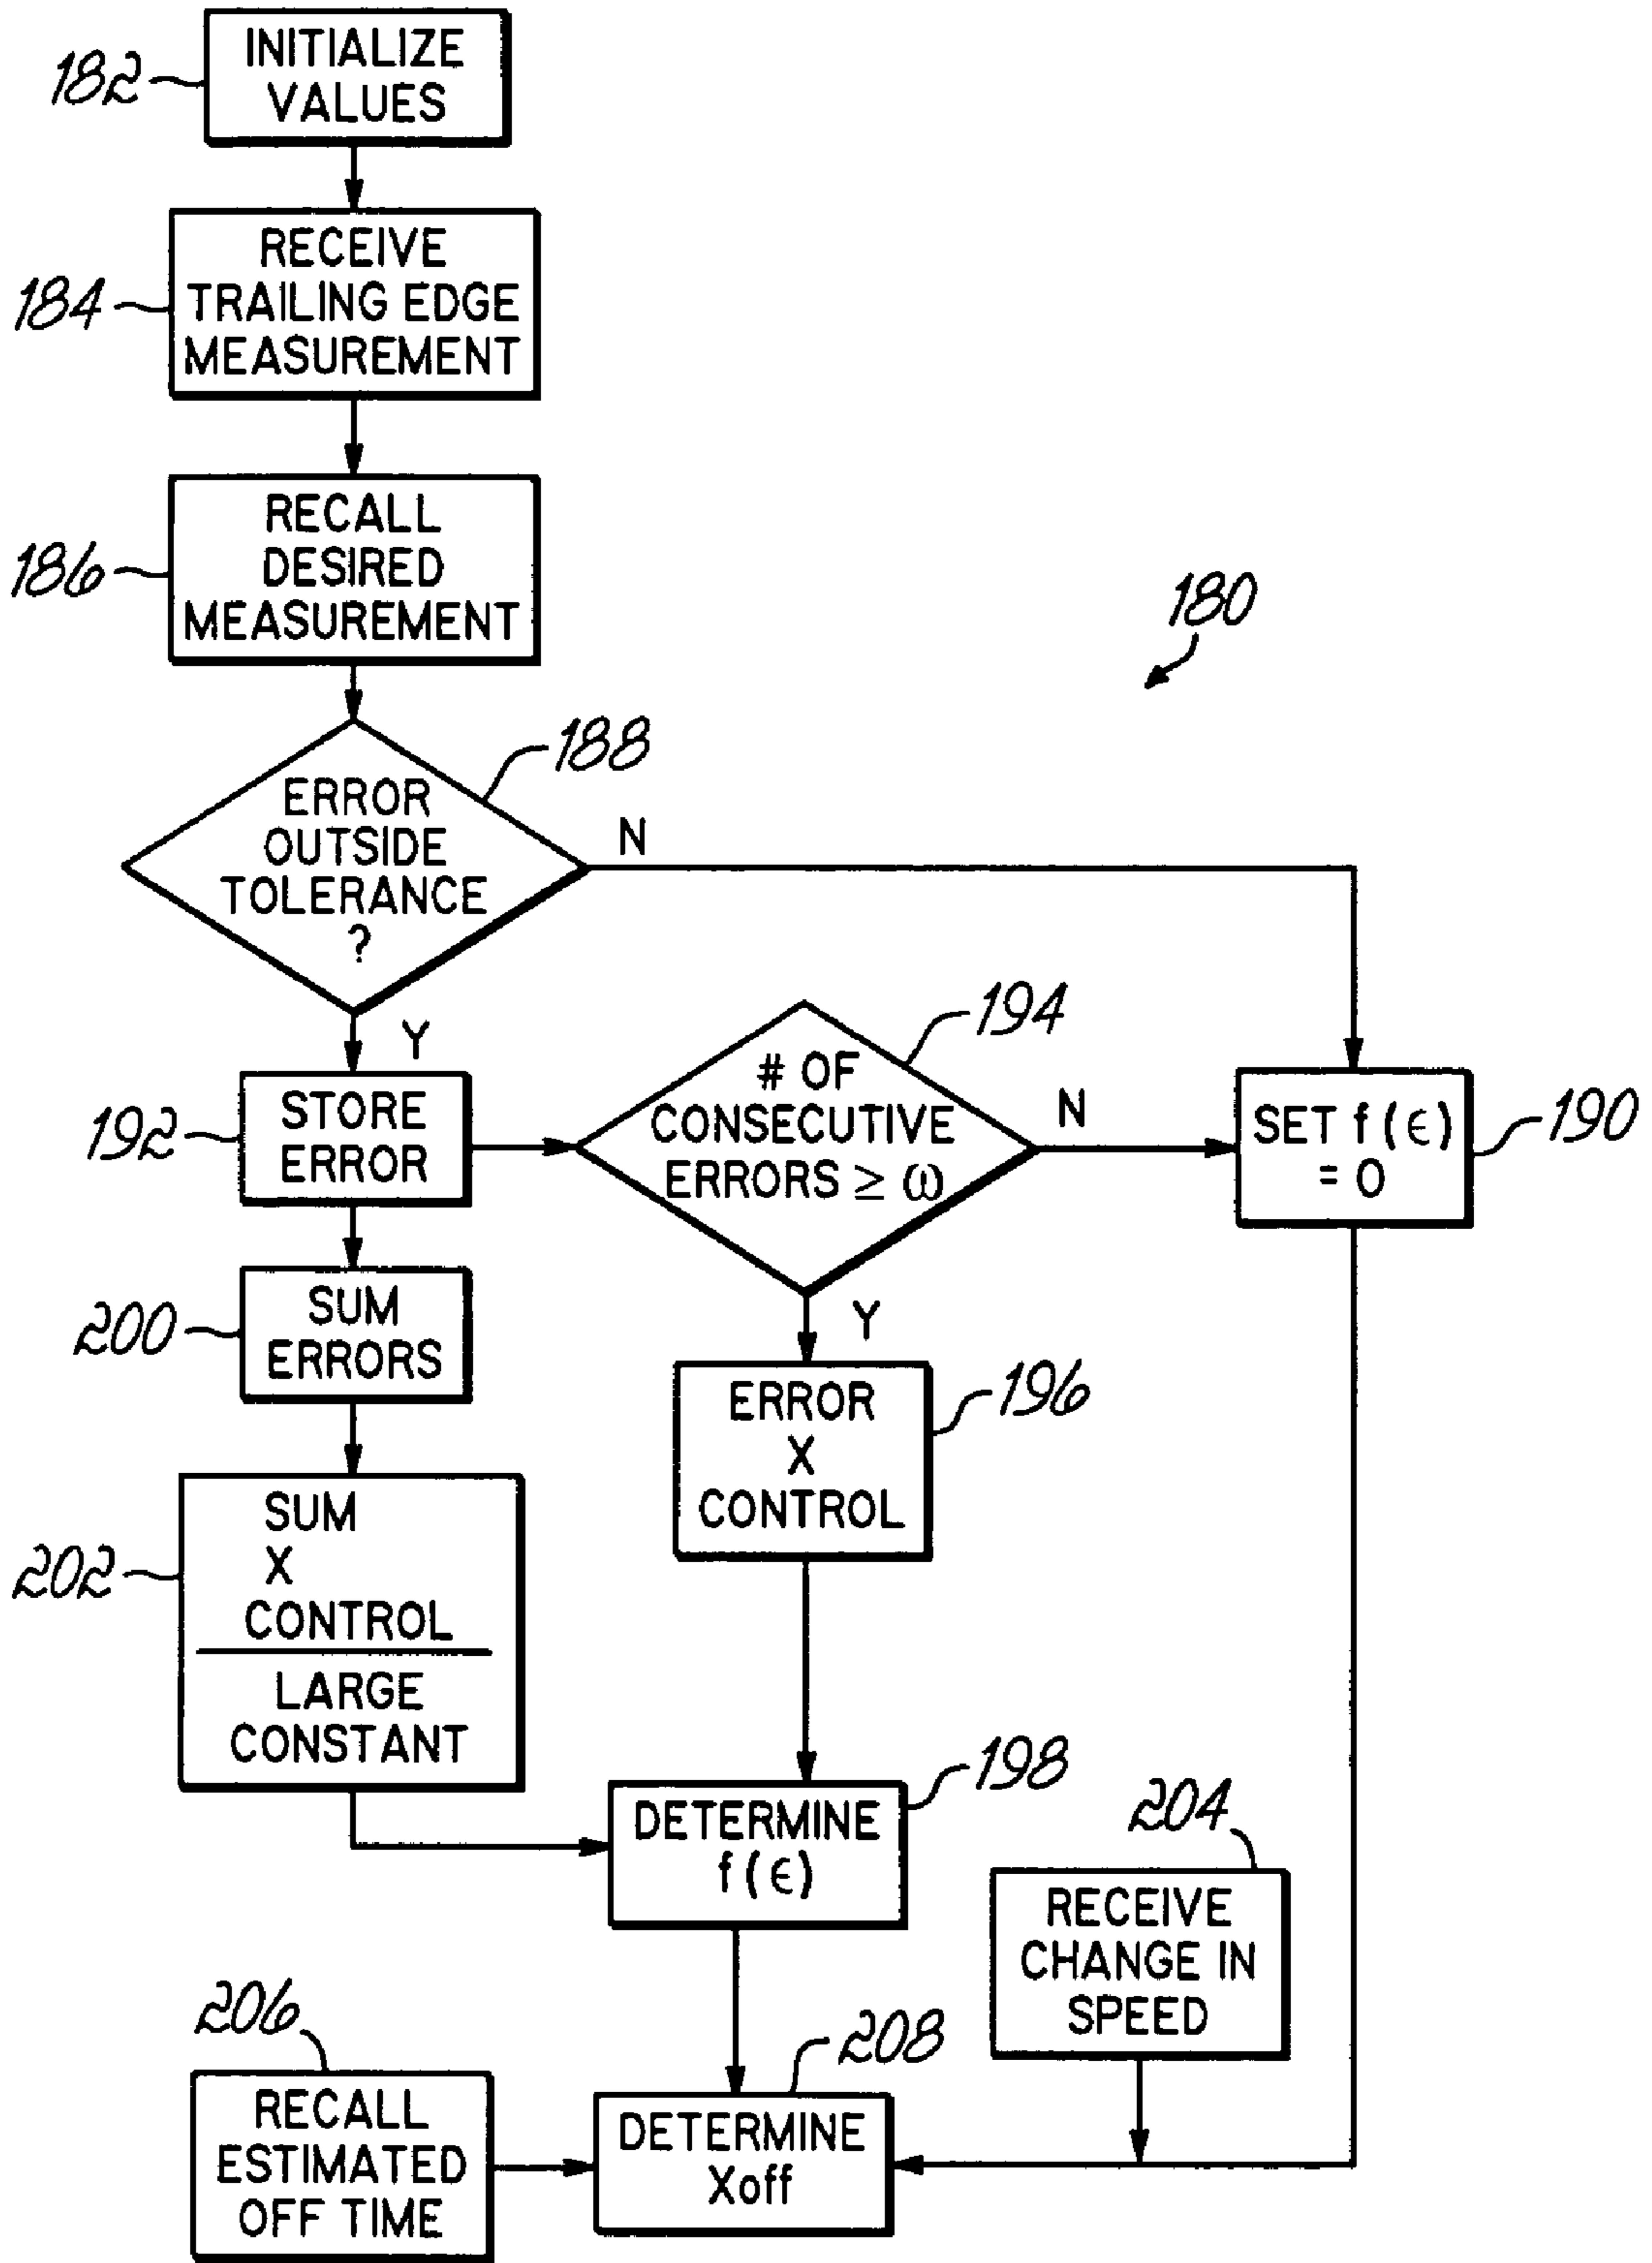 182
INITIALIZE
VALUES
184
RECEIVE
TRAILING EDGE
MEASUREMENT
186
RECALL
DESIRED
MEASUREMENT
180
188
ERROR
OUTSIDE
TOLERANCE
?
N
Y
192
STORE
ERROR
194
# OF
CONSECUTIVE
ERRORS ≥ ω
N
Y
SET f(ϵ)
= 0
190
200
SUM
ERRORS
196
ERROR
X
CONTROL
202
SUM
X
CONTROL
LARGE
CONSTANT
198
DETERMINE
f(ϵ)
204
RECEIVE
CHANGE IN
SPEED
206
RECALL
ESTIMATED
OFF TIME
208
DETERMINE
Xoff